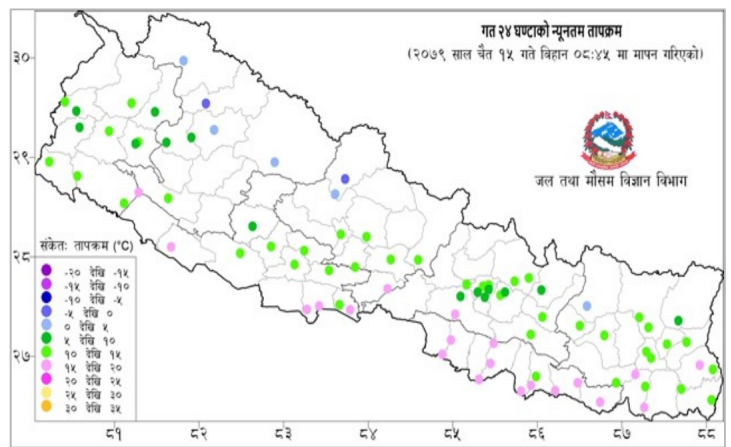 गत २४ घण्टाको न्यूनतम तापक्रम
(२०७९ साल चैत १५ गते बिहान ०८:४५ मा मापन गरिएको)
जल तथा मौसम विज्ञान विभाग
संकेतः तापक्रम (°C)
-२० देखि -१५
-१५ देखि -१०
-१० देखि -५
-५ देखि ०
० देखि ५
५ देखि १०
१० देखि १५
१५ देखि २०
२० देखि २५
२५ देखि ३०
३० देखि ३५
३०
२९
२८
२७
८१
८२
८३
८४
८५
८६
८७
८८